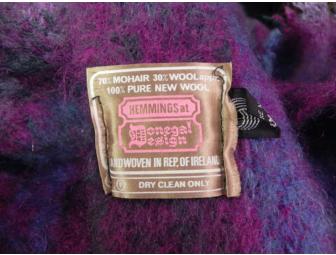 70% MOHAIR 30% WOOL appr.
100% PURE NEW WOOL
HEMMINGS at
Donegal
Design
HANDWOVEN IN REP. OF IRELAND
DRY CLEAN ONLY